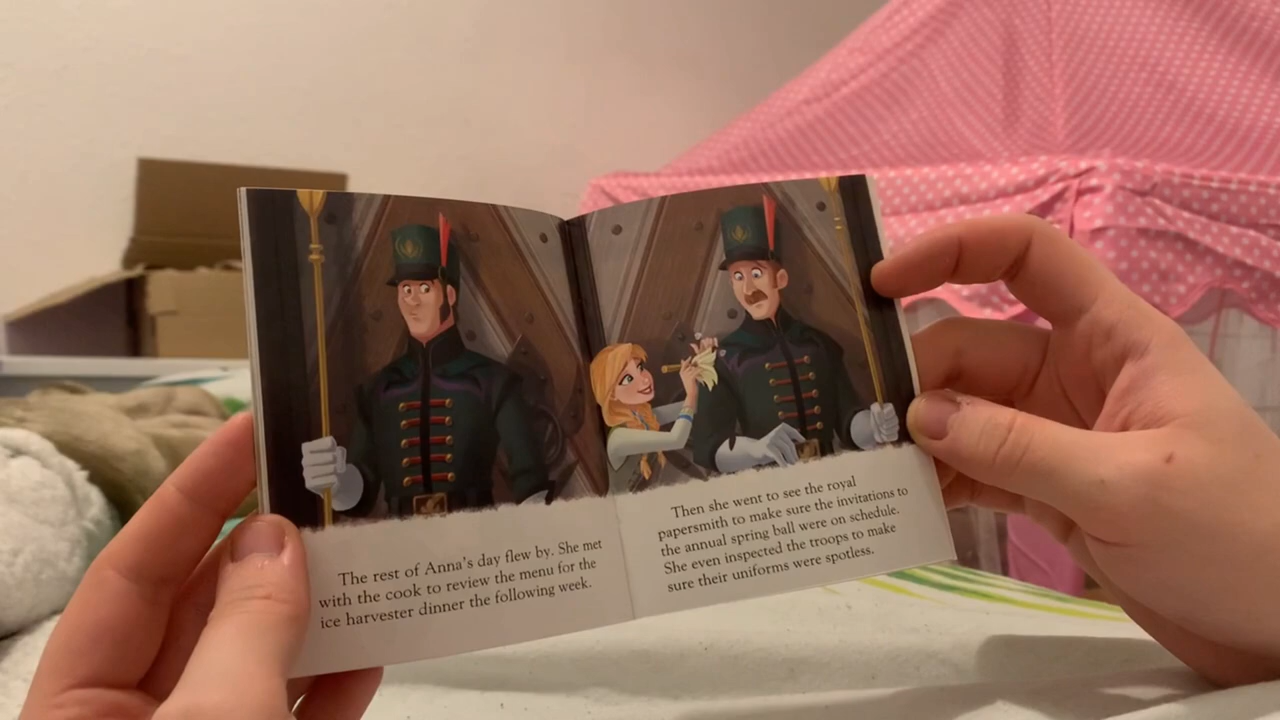 The rest of Anna's day flew by. She met
with the cook to review the menu for the
ice harvester dinner the following week.
Then she went to see the royal
papersmith to make sure the invitations to
the annual spring ball were on schedule.
She even inspected the troops to make
sure their uniforms were spotless.